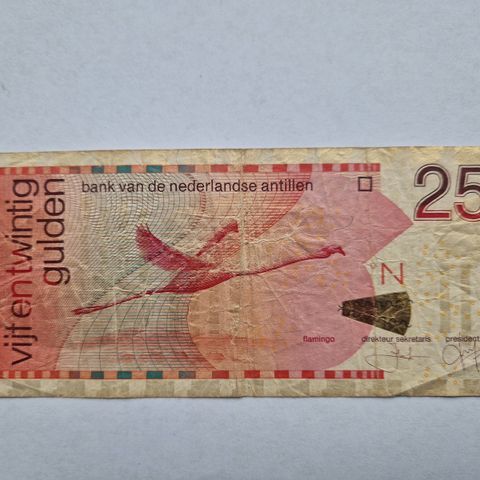 vijfentwintig
gulden
bank van de nederlandse antillen
25
N
flamingo direkteur sekretaris president